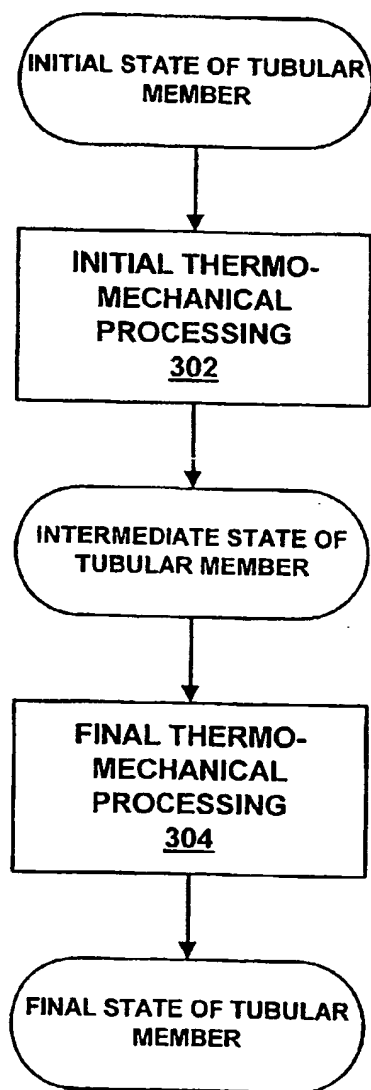 INITIAL STATE OF TUBULAR
MEMBER
INITIAL THERMO-
MECHANICAL
PROCESSING
302
INTERMEDIATE STATE OF
TUBULAR MEMBER
FINAL THERMO-
MECHANICAL
PROCESSING
304
FINAL STATE OF TUBULAR
MEMBER